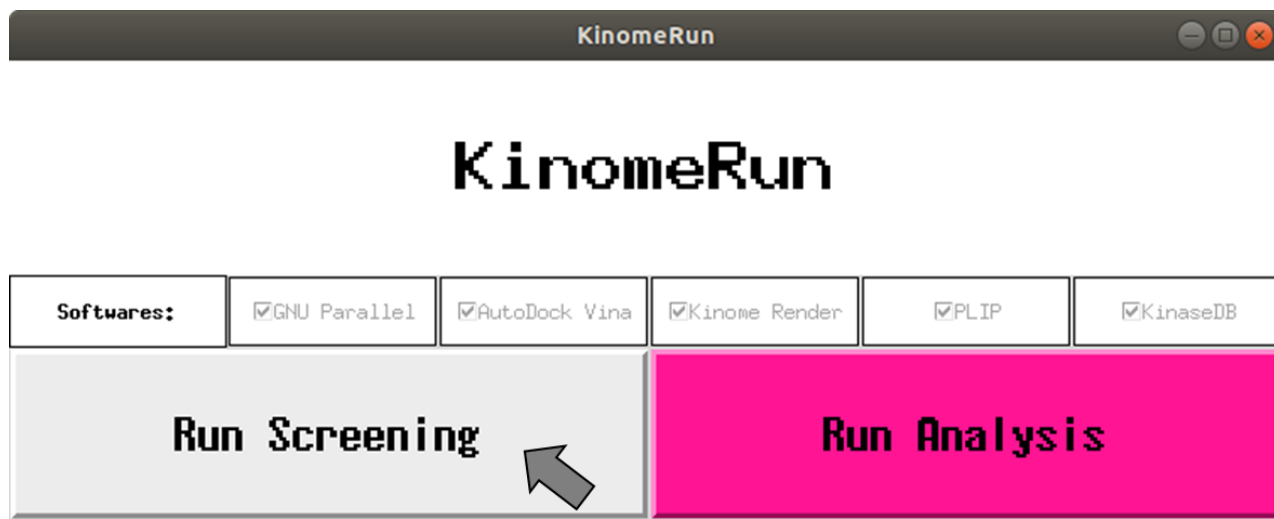 KinomeRun
KinomeRun
Softwares: GNU Parallel AutoDock Vina Kinome Render PLIP KinaseDB
Run Screening Run Analysis